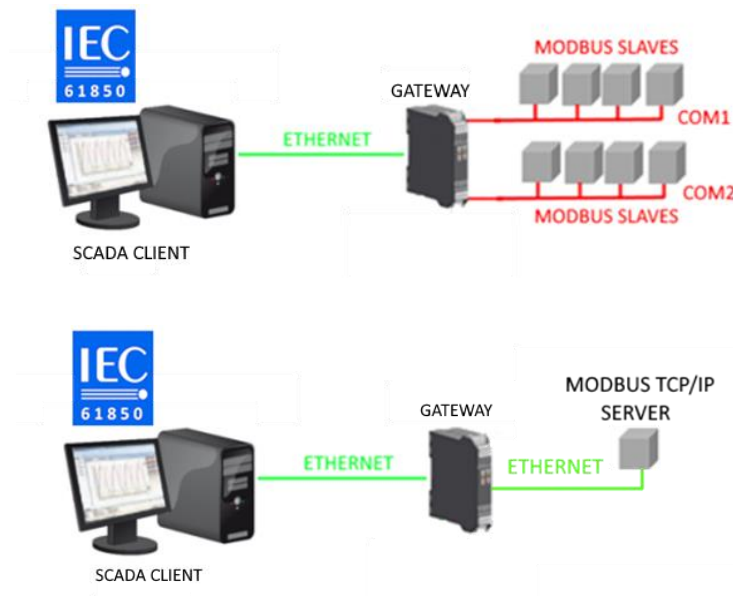 IEC
61850
MODBUS SLAVES
GATEWAY
ETHERNET
COM1
COM2
MODBUS SLAVES
SCADA CLIENT
IEC
61850
MODBUS TCP/IP
SERVER
GATEWAY
ETHERNET
ETHERNET
SCADA CLIENT